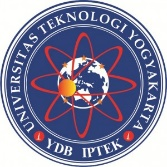 UNIVERSITAS TEKNOLOGI YOGYAKARTA
i YDB IPTEK i